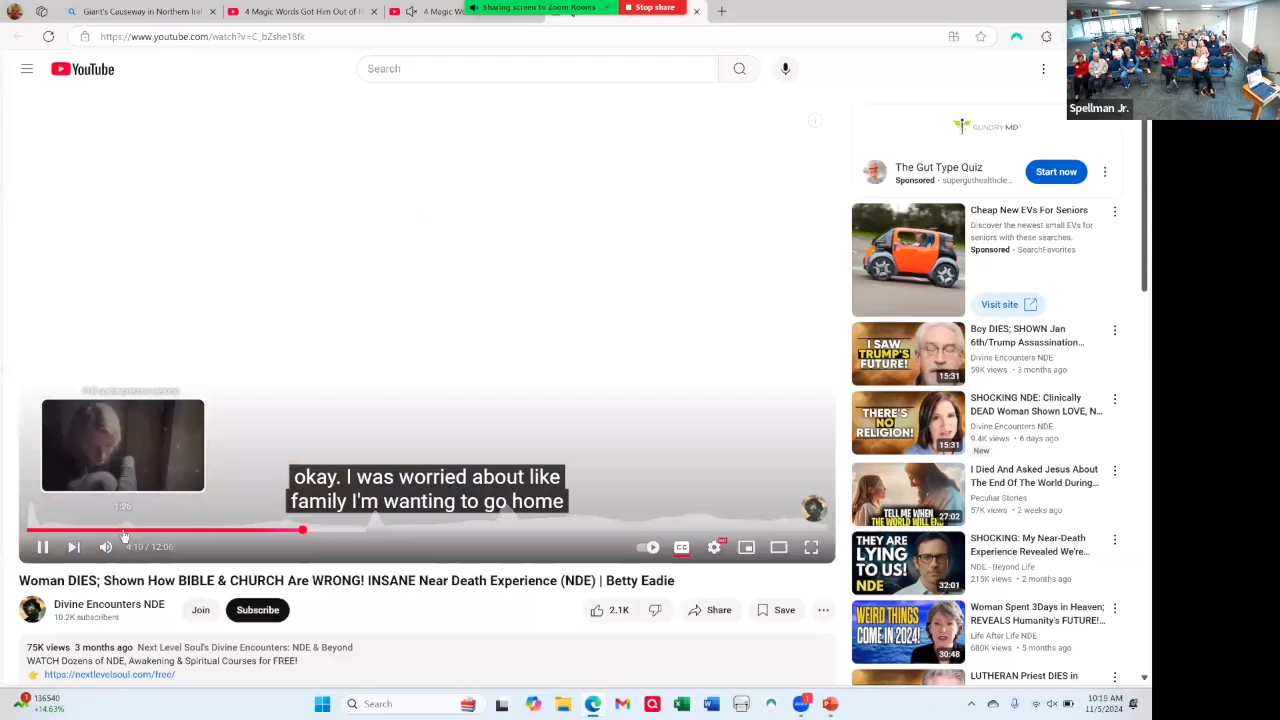 Giant's Causeway in Northern Irel
4 Magic Words Got Him Out of
4 Magic W
Sharing screen to Zoom Rooms
Stop share
https://www.youtube.com/watch?v=C_bZshe18fk
YouTube
Search
Spellman Jr.
GUNDRY MD
The Gut Type Quiz
Sponsored · superguthealthcle...
Start now
Cheap New EVs For Seniors
Discover the newest small EVs for
seniors with these searches.
Sponsored · SearchFavorites
Visit site
I SAW
TRUMP'S
FUTURE!
15:31
Boy DIES; SHOWN Jan
6th/Trump Assassination...
Divine Encounters NDE
59K views • 3 months ago
THERE'S
NO
RELIGION!
15:31
SHOCKING NDE: Clinically
DEAD Woman Shown LOVE, N...
Divine Encounters NDE
9.4K views • 6 days ago
New
TELL ME WHEN
THE WORLD WILL END
27:02
I Died And Asked Jesus About
The End Of The World During...
Peculiar Stories
57K views • 2 weeks ago
THEY ARE
LYING
TO US!
NDE
32:01
SHOCKING: My Near-Death
Experience Revealed We're...
NDE - Beyond Life
215K views • 2 months ago
WEIRD THINGS
COME IN 2024!
30:48
Woman Spent 3Days in Heaven;
REVEALS Humanity's FUTURE!...
Life After Life NDE
680K views • 5 months ago
LUTHERAN Priest DIES in
okay. I was worried about like
family I'm wanting to go home
1:26
4:10 / 12:06
CC
HD
Woman DIES; Shown How BIBLE & CHURCH Are WRONG! INSANE Near Death Experience (NDE) | Betty Eadie
Divine Encounters NDE
10.2K subscribers
Join
Subscribe
2.1K
Share
Save
75K views 3 months ago Next Level Soul's Divine Encounters: NDE & Beyond
WATCH Dozens of NDE, Awakening & Spiritual Courses for FREE!
https://nextlevelsoul.com/free/
1
136540
+14.63%
Search
1
10:19 AM
11/5/2024